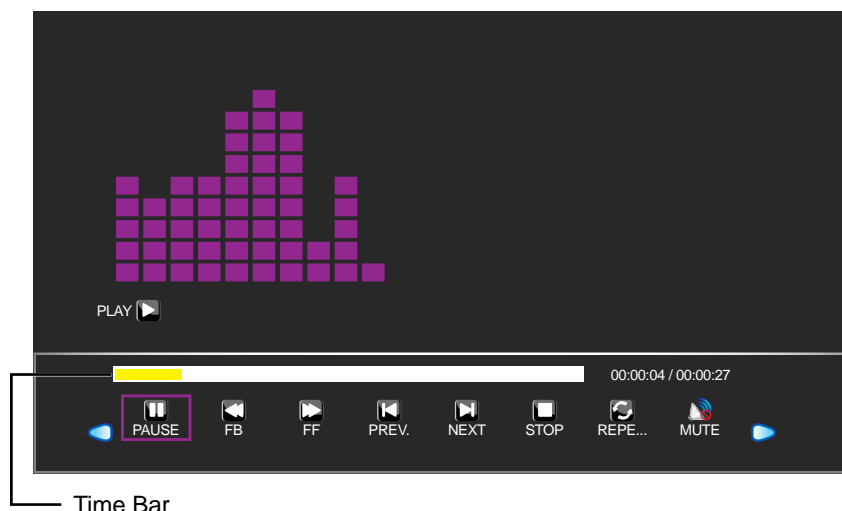 PLAY
00:00:04 / 00:00:27
PAUSE FB FF PREV. NEXT STOP REPE... MUTE
Time Bar